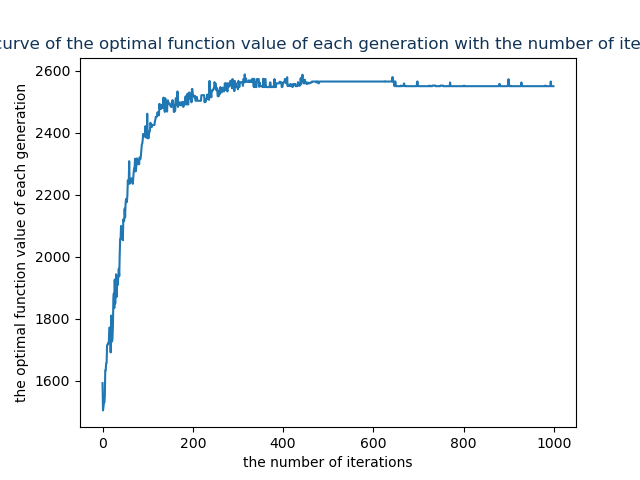 curve of the optimal function value of each generation with the number of ite
2600
2400
2200
2000
1800
1600
0 200 400 600 800 1000
the number of iterations
the optimal function value of each generation